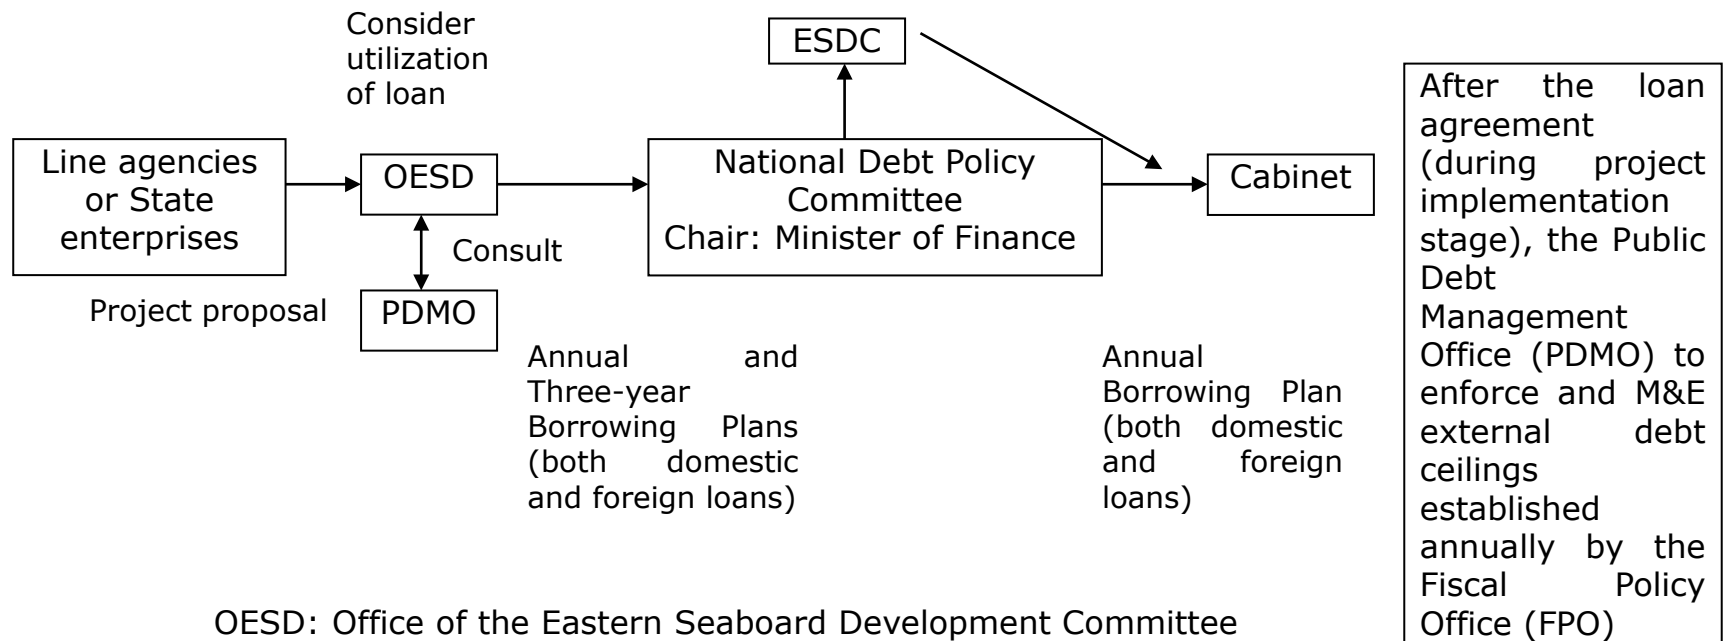 Consider
utilization
of loan
ESDC
Line agencies
or State
enterprises
OESD
National Debt Policy
Committee
Chair: Minister of Finance
Cabinet
Consult
Project proposal
PDMO
Annual and
Three-year
Borrowing Plans
(both domestic
and foreign loans)
Annual
Borrowing Plan
(both domestic
and foreign
loans)
After the loan
agreement
(during project
implementation
stage), the Public
Debt
Management
Office (PDMO) to
enforce and M&E
external debt
ceilings
established
annually by the
Fiscal Policy
Office (FPO)
OESD: Office of the Eastern Seaboard Development Committee